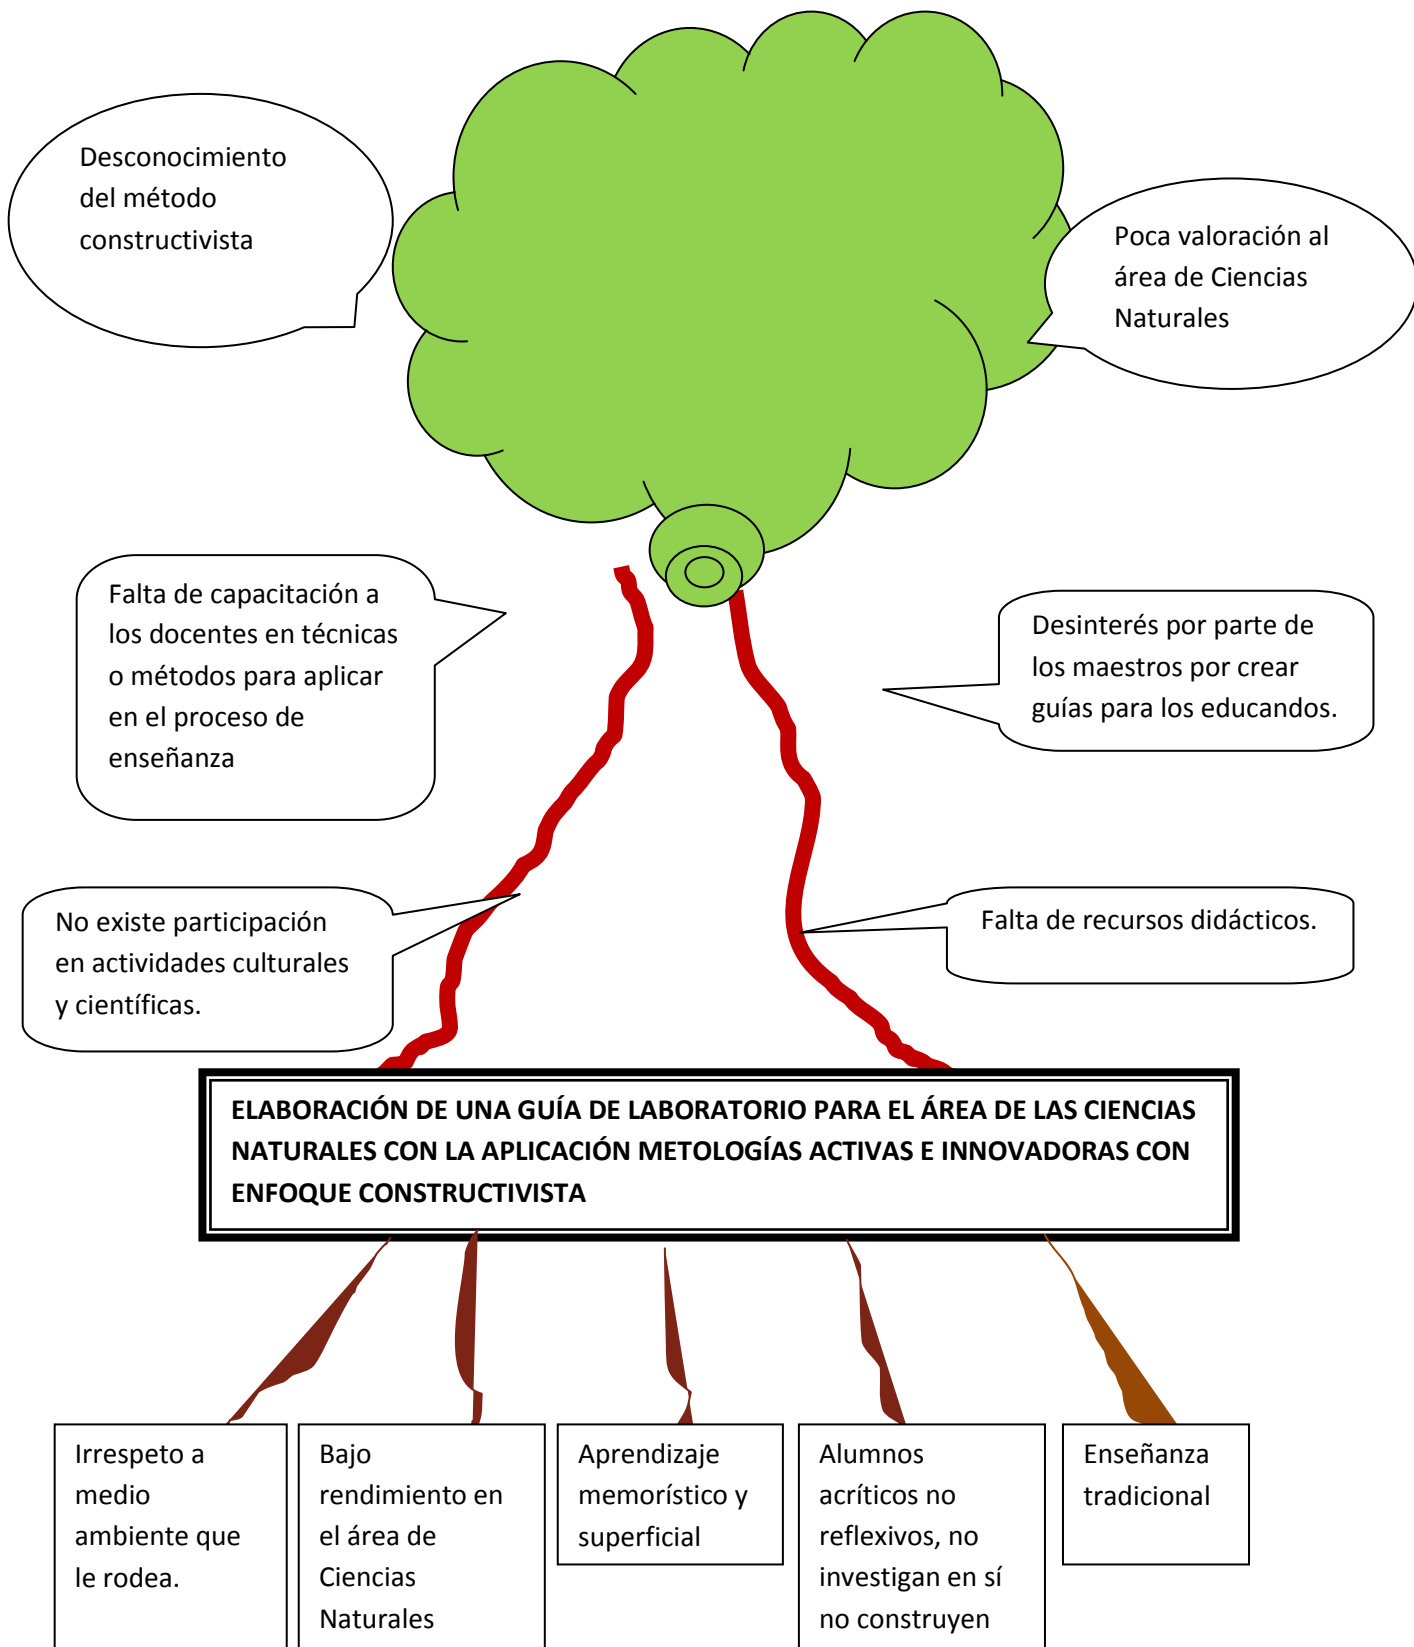 Desconocimiento
del método
constructivista
Poca valoración al
área de Ciencias
Naturales
Falta de capacitación a
los docentes en técnicas
o métodos para aplicar
en el proceso de
enseñanza
Desinterés por parte de
los maestros por crear
guías para los educandos.
No existe participación
en actividades culturales
y científicas.
Falta de recursos didácticos.
ELABORACIÓN DE UNA GUÍA DE LABORATORIO PARA EL ÁREA DE LAS CIENCIAS
NATURALES CON LA APLICACIÓN METOLOGÍAS ACTIVAS E INNOVADORAS CON
ENFOQUE CONSTRUCTIVISTA
Irrespeto a
medio
ambiente que
le rodea.
Bajo
rendimiento en
el área de
Ciencias
Naturales
Aprendizaje
memorístico y
superficial
Alumnos
acríticos no
reflexivos, no
investigan en sí
no construyen
Enseñanza
tradicional